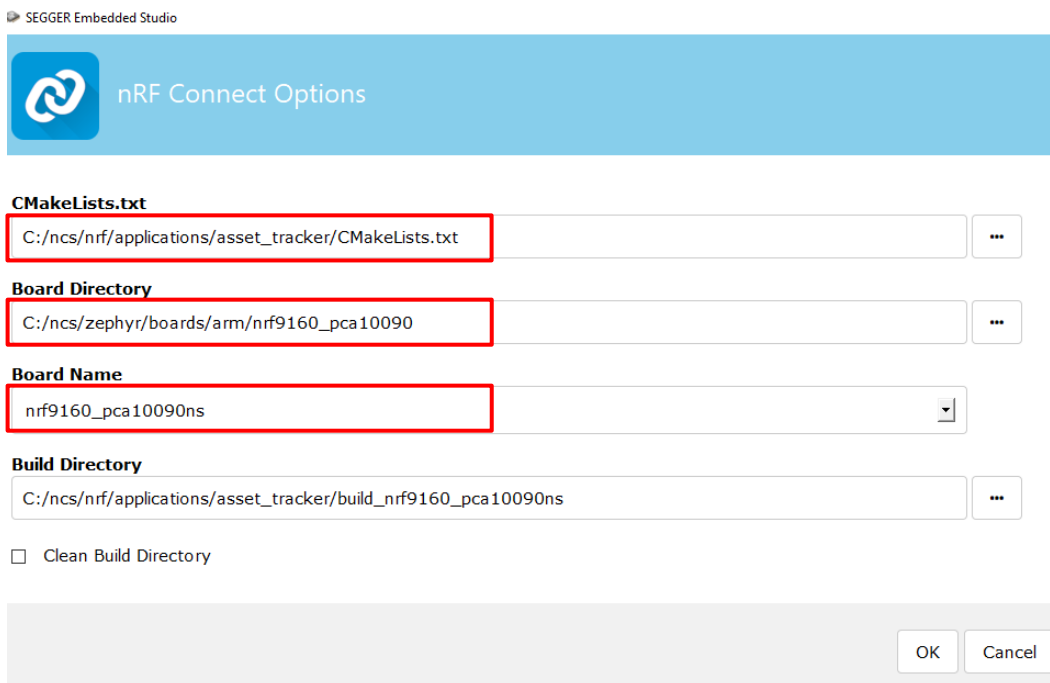 SEGGER Embedded Studio
nRF Connect Options
CMakeLists.txt
C:/ncs/nrf/applications/asset_tracker/CMakeLists.txt
...
Board Directory
C:/ncs/zephyr/boards/arm/nrf9160_pca10090
...
Board Name
nrf9160_pca10090ns
Build Directory
C:/ncs/nrf/applications/asset_tracker/build_nrf9160_pca10090ns
...
Clean Build Directory
OK Cancel